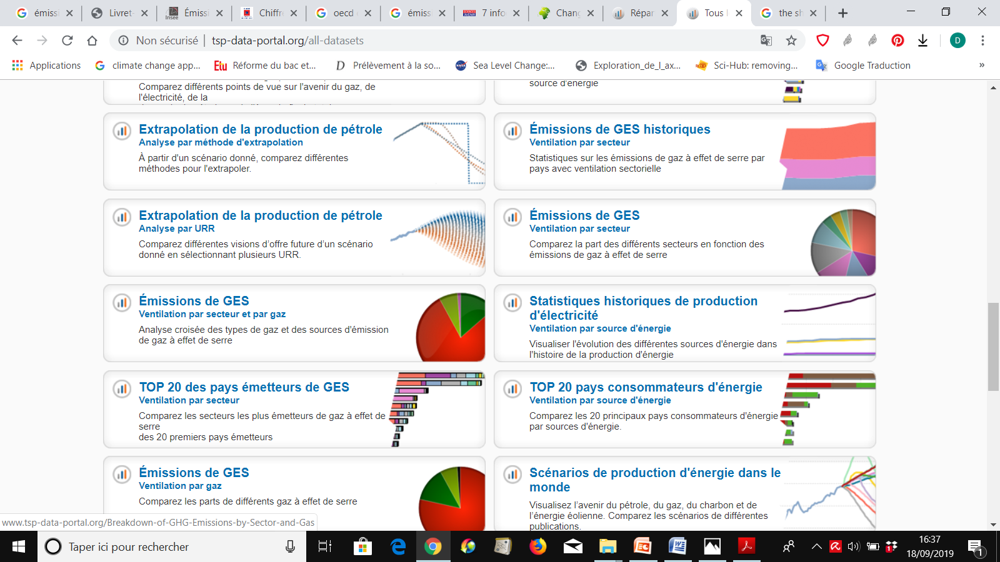 émissi
Livret-
Émissi
Chiffre
oecd
émiss
7 info
Chang
Répar
Tous l
the sh
Non sécurisé
tsp-data-portal.org/all-datasets
D
Applications
climate change app...
Réforme du bac et...
Prélèvement à la so...
Sea Level Change:...
Exploration_de_l_ax...
Sci-Hub: removing...
Google Traduction
»
Comparez différents points de vue sur l'avenir du gaz, de
l'électricité, de la
source d'énergie
Extrapolation de la production de pétrole
Analyse par méthode d'extrapolation
À partir d'un scénario donné, comparez différentes
méthodes pour l'extrapoler.
Émissions de GES historiques
Ventilation par secteur
Statistiques sur les émissions de gaz à effet de serre par
pays avec ventilation sectorielle
Extrapolation de la production de pétrole
Analyse par URR
Comparez différentes visions d'offre future d'un scénario
donné en sélectionnant plusieurs URR.
Émissions de GES
Ventilation par secteur
Comparez la part des différents secteurs en fonction des
émissions de gaz à effet de serre
Émissions de GES
Ventilation par secteur et par gaz
Analyse croisée des types de gaz et des sources d'émission
de gaz à effet de serre
Statistiques historiques de production
d'électricité
Ventilation par source d'énergie
Visualiser l'évolution des différentes sources d'énergie dans
l'histoire de la production d'énergie
TOP 20 des pays émetteurs de GES
Ventilation par secteur
Comparez les secteurs les plus émetteurs de gaz à effet de
serre
des 20 premiers pays émetteurs
TOP 20 pays consommateurs d'énergie
Ventilation par source d'énergie
Comparez les 20 principaux pays consommateurs d'énergie
par sources d'énergie.
Émissions de GES
Ventilation par gaz
Comparez les parts de différents gaz à effet de serre
Scénarios de production d'énergie dans le
monde
Visualisez l'avenir du pétrole, du gaz, du charbon et de
l'énergie éolienne. Comparez les scénarios de différentes
publications.
www.tsp-data-portal.org/Breakdown-of-GHG-Emissions-by-Sector-and-Gas
Taper ici pour rechercher
16:37
18/09/2019
1